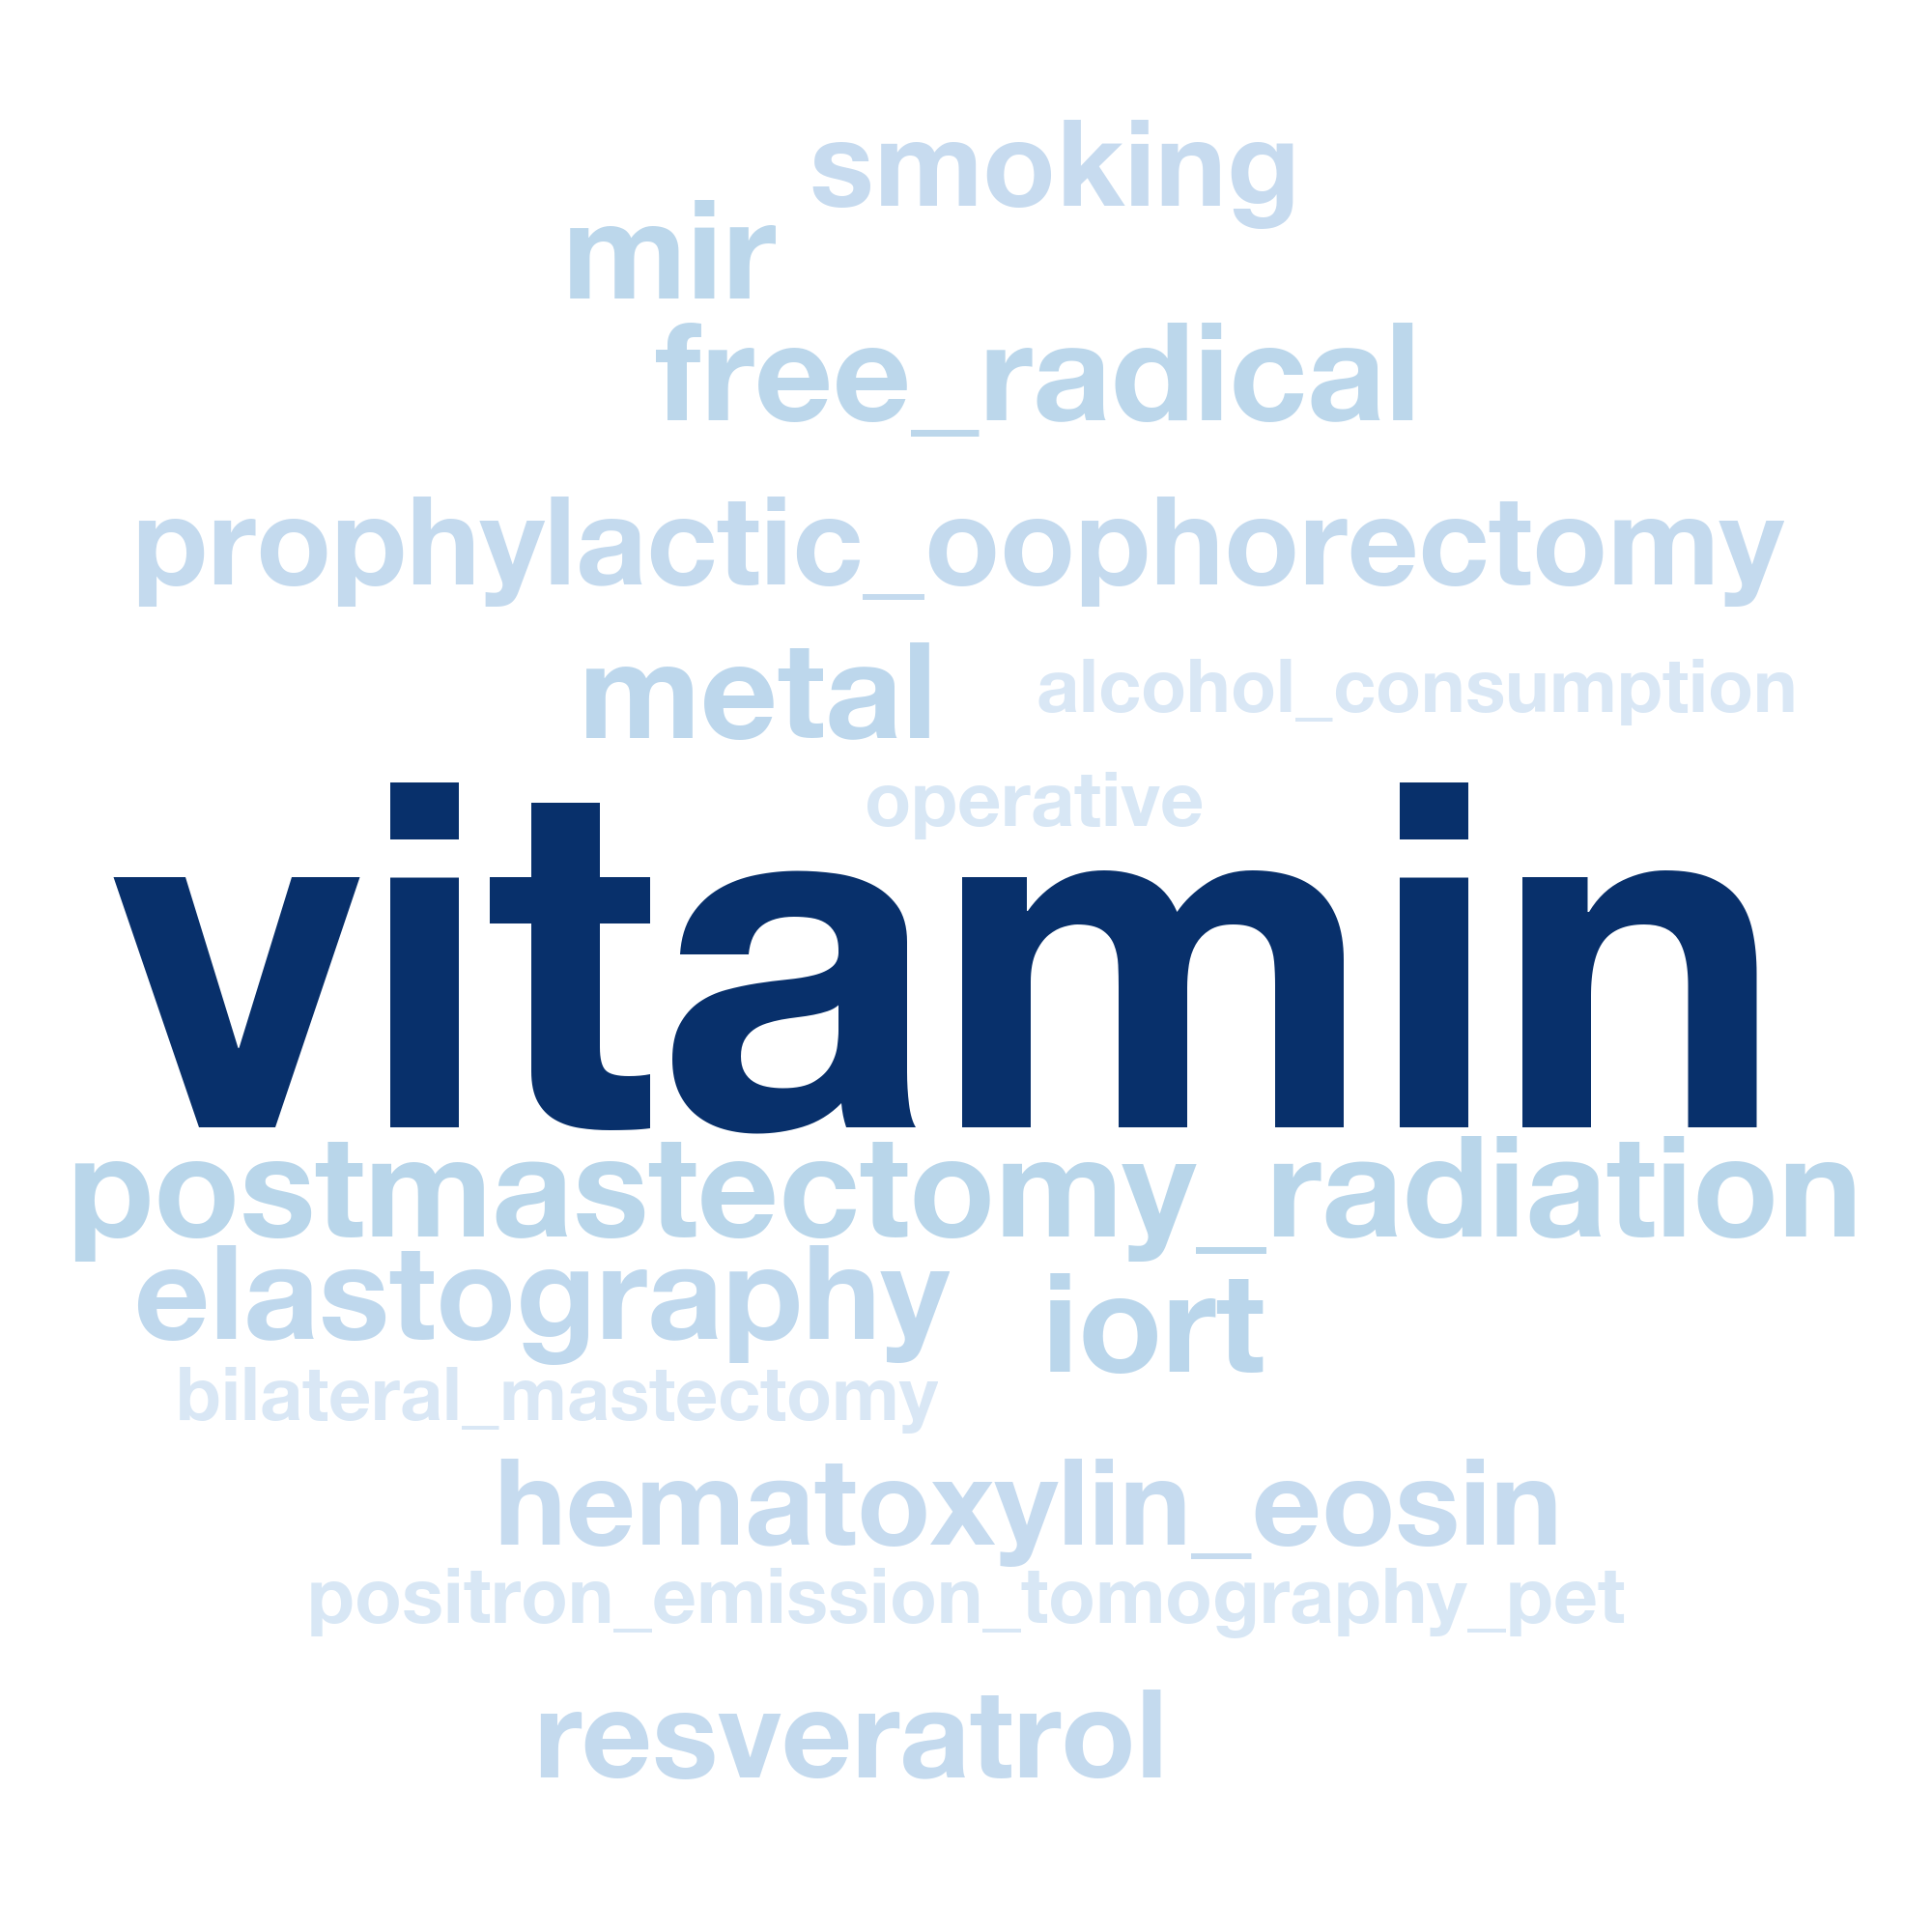 smoking
mir
free_radical
prophylactic_oophorectomy
metal
alcohol_consumption
operative
vitamin
postmastectomy_radiation
elastography
iort
bilateral_mastectomy
hematoxylin_eosin
positron_emission_tomography_pet
resveratrol